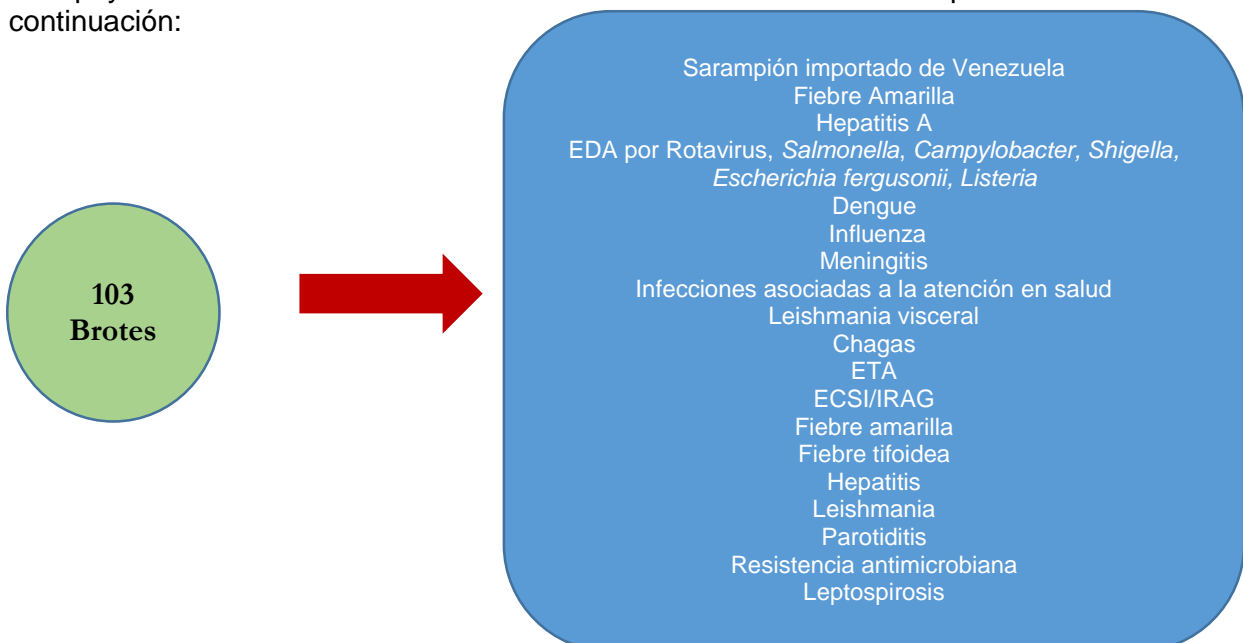 continuación:
Sarampión importado de Venezuela
Fiebre Amarilla
Hepatitis A
EDA por Rotavirus, Salmonella, Campylobacter, Shigella,
Escherichia fergusonii, Listeria
Dengue
Influenza
Meningitis
Infecciones asociadas a la atención en salud
Leishmania visceral
Chagas
ETA
ECSI/IRAG
Fiebre amarilla
Fiebre tifoidea
Hepatitis
Leishmania
Parotiditis
Resistencia antimicrobiana
Leptospirosis
103
Brotes